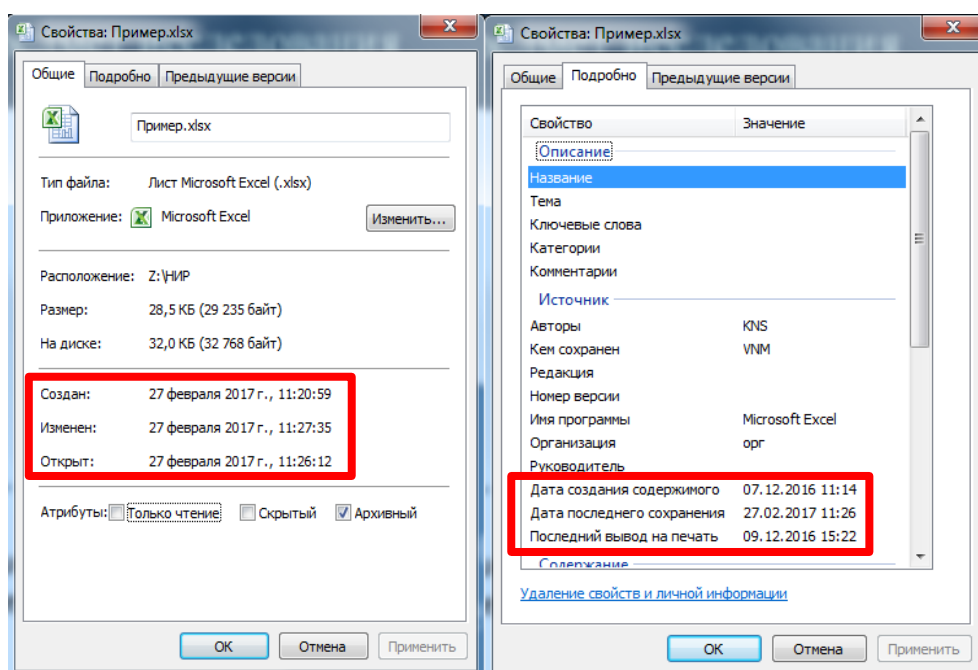 Свойства: Пример.xlsx
Общие Подробно Предыдущие версии
Пример.xlsx
Тип файла: Лист Microsoft Excel (.xlsx)
Приложение: Microsoft Excel Изменить...
Расположение: Z:\НИР
Размер: 28,5 КБ (29 235 байт)
На диске: 32,0 КБ (32 768 байт)
Создан: 27 февраля 2017 г., 11:20:59
Изменен: 27 февраля 2017 г., 11:27:35
Открыт: 27 февраля 2017 г., 11:26:12
Атрибуты: Только чтение Скрытый Архивный
OK Отмена Применить
Свойства: Пример.xlsx
Общие Подробно Предыдущие версии
Свойство Значение
Описание
Название
Тема
Ключевые слова
Категории
Комментарии
Источник
Авторы KNS
Кем сохранен VNM
Редакция
Номер версии
Имя программы Microsoft Excel
Организация орг
Руководитель
Дата создания содержимого 07.12.2016 11:14
Дата последнего сохранения 27.02.2017 11:26
Последний вывод на печать 09.12.2016 15:22
Содержание
Удаление свойств и личной информации
OK Отмена Применить